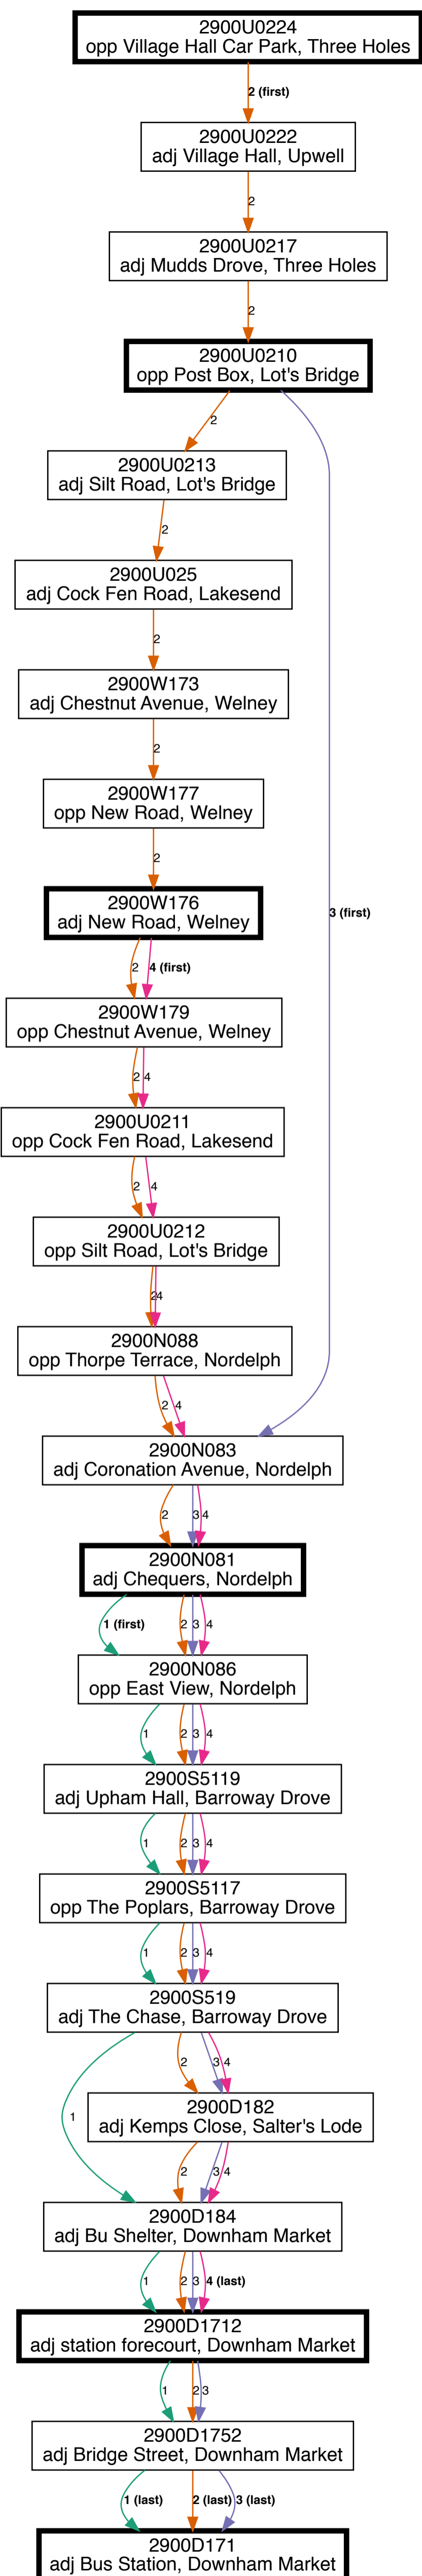 2900U0224
opp Village Hall Car Park, Three Holes
2 (first)
2900U0222
adj Village Hall, Upwell
2
2900U0217
adj Mudds Drove, Three Holes
2
2900U0210
opp Post Box, Lot's Bridge
2
2900U0213
adj Silt Road, Lot's Bridge
2
2900U025
adj Cock Fen Road, Lakesend
2
2900W173
adj Chestnut Avenue, Welney
2
2900W177
opp New Road, Welney
2
3 (first)
2900W176
adj New Road, Welney
2 4 (first)
2900W179
opp Chestnut Avenue, Welney
2 4
2900U0211
opp Cock Fen Road, Lakesend
2 4
2900U0212
opp Silt Road, Lot's Bridge
2 4
2900N088
opp Thorpe Terrace, Nordelph
2 4
2900N083
adj Coronation Avenue, Nordelph
2 3 4
2900N081
adj Chequers, Nordelph
1 (first) 2 3 4
2900N086
opp East View, Nordelph
1 2 3 4
2900S5119
adj Upham Hall, Barroway Drove
1 2 3 4
2900S5117
opp The Poplars, Barroway Drove
1 2 3 4
2900S519
adj The Chase, Barroway Drove
2 3 4
1
2900D182
adj Kemps Close, Salter's Lode
2 3 4
2900D184
adj Bu Shelter, Downham Market
1 2 3 4 (last)
2900D1712
adj station forecourt, Downham Market
1 2 3
2900D1752
adj Bridge Street, Downham Market
1 (last) 2 (last) 3 (last)
2900D171
adj Bus Station, Downham Market